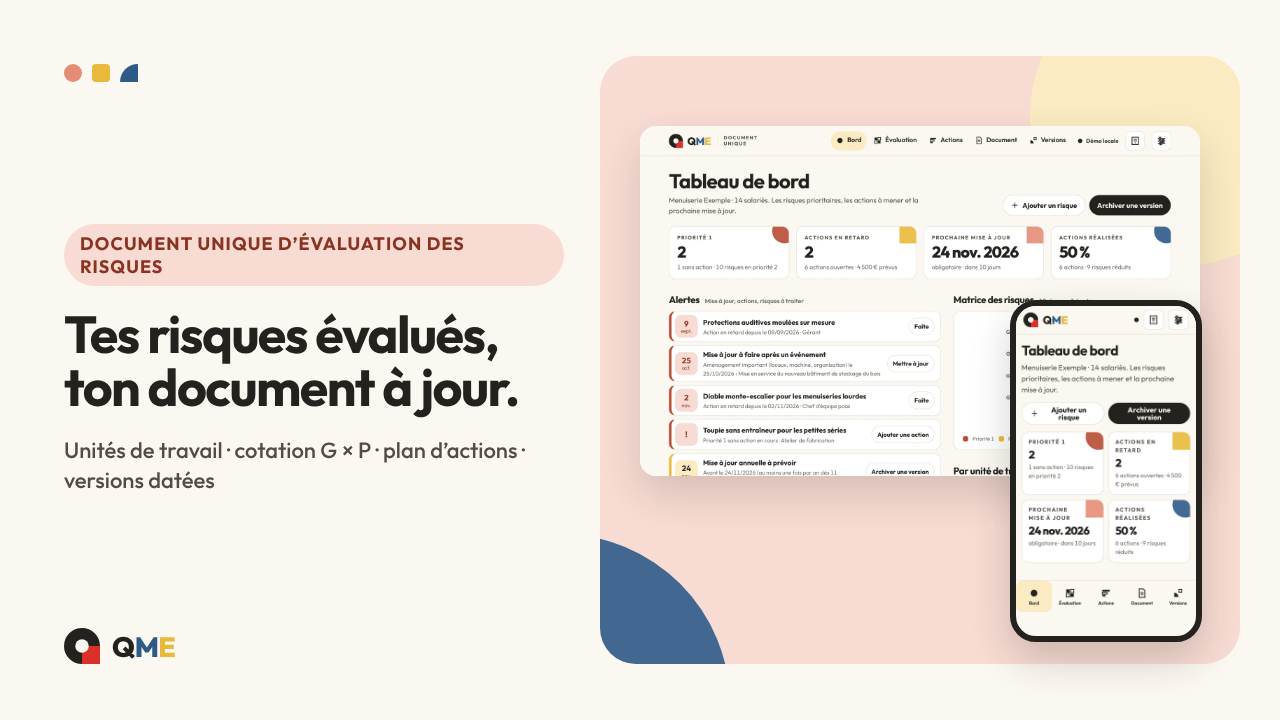 DOCUMENT UNIQUE D'ÉVALUATION DES
RISQUES
Tes risques évalués,
ton document à jour.
Unités de travail · cotation G × P · plan d'actions ·
versions datées
QME
QME
DOCUMENT
UNIQUE
Bord
Évaluation
Actions
Document
Versions
Démo locale
Tableau de bord
Menuiserie Exemple · 14 salariés. Les risques prioritaires, les actions à mener et la
prochaine mise à jour.
+ Ajouter un risque
Archiver une version
PRIORITÉ 1
2
1 sans action · 10 risques en priorité 2
ACTIONS EN RETARD
2
6 actions ouvertes · 4 500 € prévus
PROCHAINE MISE À JOUR
24 nov. 2026
obligatoire · dans 10 jours
ACTIONS RÉALISÉES
50 %
6 actions · 9 risques réduits
Alertes Mise à jour, actions, risques à traiter
9
sept.
Protections auditives moulées sur mesure
Action en retard depuis le 09/09/2026 · Gérant
Faite
25
oct.
Mise à jour à faire après un événement
Aménagement important (locaux, machine, organisation) le
25/10/2026 : Mise en service du nouveau bâtiment de stockage du bois
Mettre à jour
2
nov.
Diable monte-escalier pour les menuiseries lourdes
Action en retard depuis le 02/11/2026 · Chef d'équipe pose
Faite
!
Toupie sans entraîneur pour les petites séries
Priorité 1 sans action en cours · Atelier de fabrication
Ajouter une action
24
Mise à jour annuelle à prévoir
Avant le 24/11/2026 (au moins une fois par an dès 11
Archiver une version
Matrice des risques
Priorité 1
Par unité de
QME
Tableau de bord
Menuiserie Exemple · 14 salariés. Les risques
prioritaires, les actions à mener et la prochaine
mise à jour.
+ Ajouter un
risque
Archiver une
version
PRIORITÉ 1
2
1 sans action · 10 risques
en priorité 2
ACTIONS EN
RETARD
2
6 actions ouvertes · 4 500
€ prévus
PROCHAINE
MISE À JOUR
24 nov. 2026
obligatoire · dans 10 jours
ACTIONS
RÉALISÉES
50 %
6 actions · 9 risques
réduits
Bord
Évaluation
Actions
Document
Versions